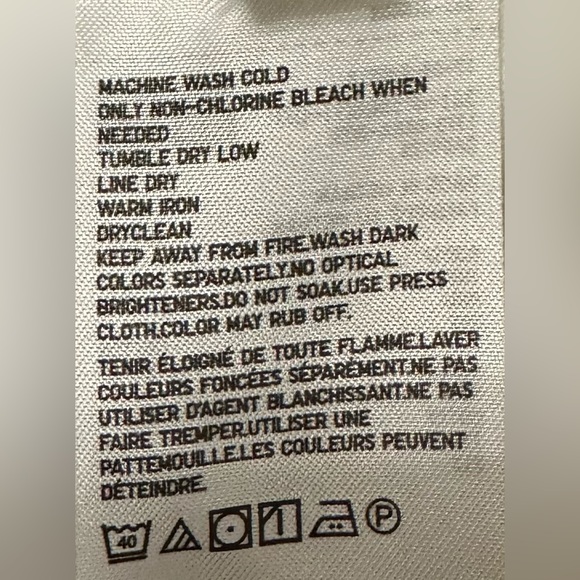 MACHINE WASH COLD
ONLY NON-CHLORINE BLEACH WHEN
NEEDED
TUMBLE DRY LOW
LINE DRY
WARM IRON
DRYCLEAN
KEEP AWAY FROM FIRE.WASH DARK
COLORS SEPARATELY.NO OPTICAL
BRIGHTENERS.DO NOT SOAK.USE PRESS
CLOTH.COLOR MAY RUB OFF.
TENIR ÉLOIGNÉ DE TOUTE FLAMME.LAVER
COULEURS FONCÉES SÉPARÉMENT.NE PAS
UTILISER D'AGENT BLANCHISSANT.NE PAS
FAIRE TREMPER.UTILISER UNE
PATTEMOUILLE.LES COULEURS PEUVENT
DÉTEINDRE.
40 P